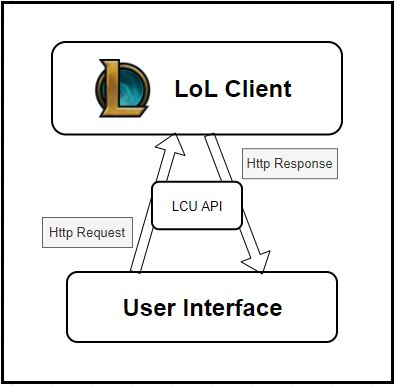 LoL Client
Http Response
LCU API
Http Request
User Interface